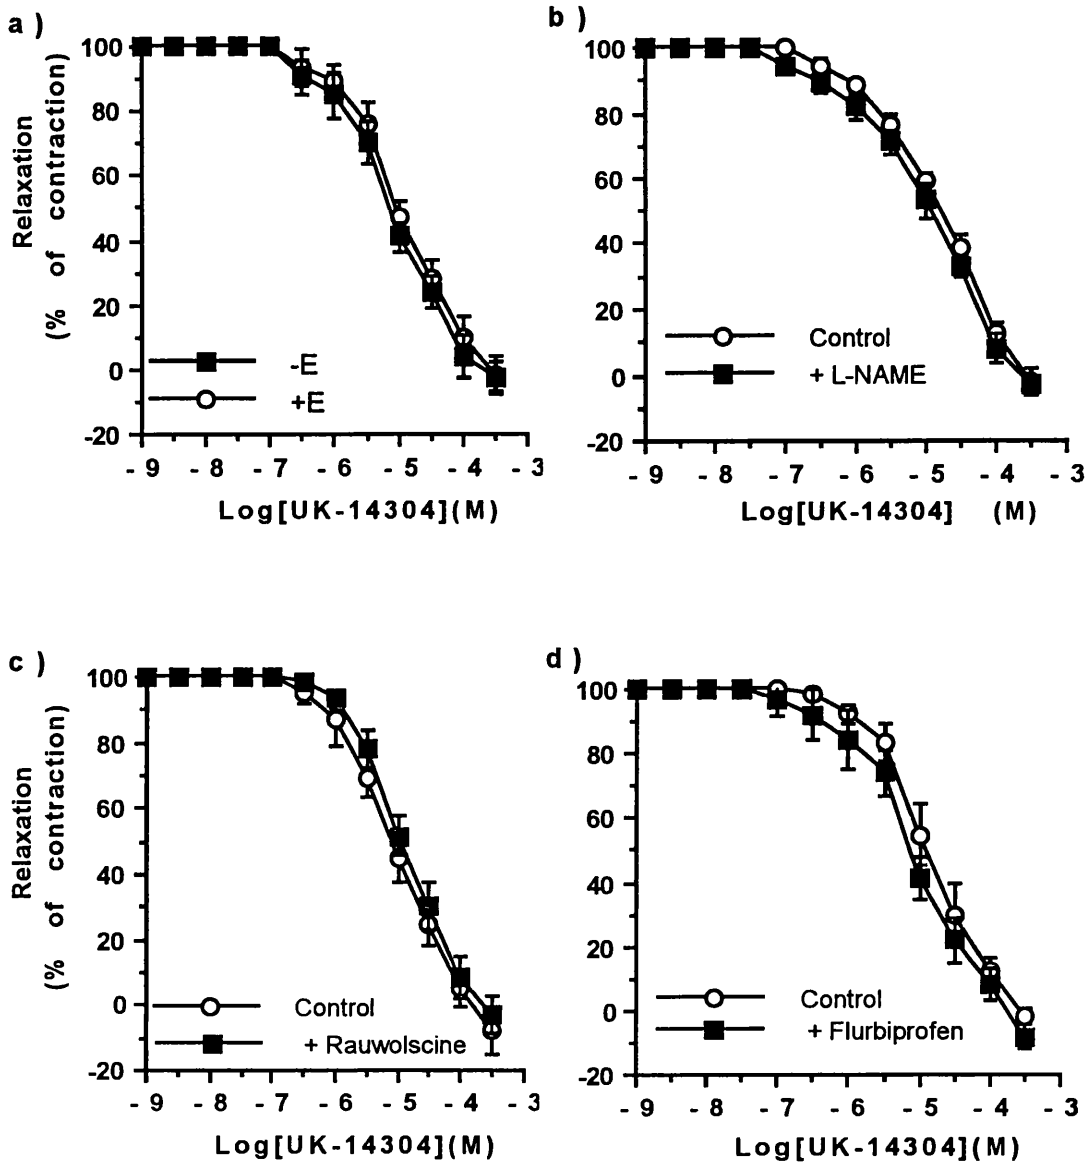 a )
Relaxation
(% of contraction)
100
80
60
40
20
0
-20
-E
+E
- 9 - 8 - 7 - 6 - 5 - 4 - 3
Log[UK-14304](M)
b )
100
80
60
40
20
0
-20
Control
+ L-NAME
- 9 - 8 - 7 - 6 - 5 - 4 - 3
Log[UK-14304] (M)
c )
Relaxation
(% of contraction)
100
80
60
40
20
0
-20
Control
+ Rauwolscine
- 9 - 8 - 7 - 6 - 5 - 4 - 3
Log[UK-14304](M)
d )
100
80
60
40
20
0
-20
Control
+ Flurbiprofen
- 9 - 8 - 7 - 6 - 5 - 4 - 3
Log[UK-14304](M)